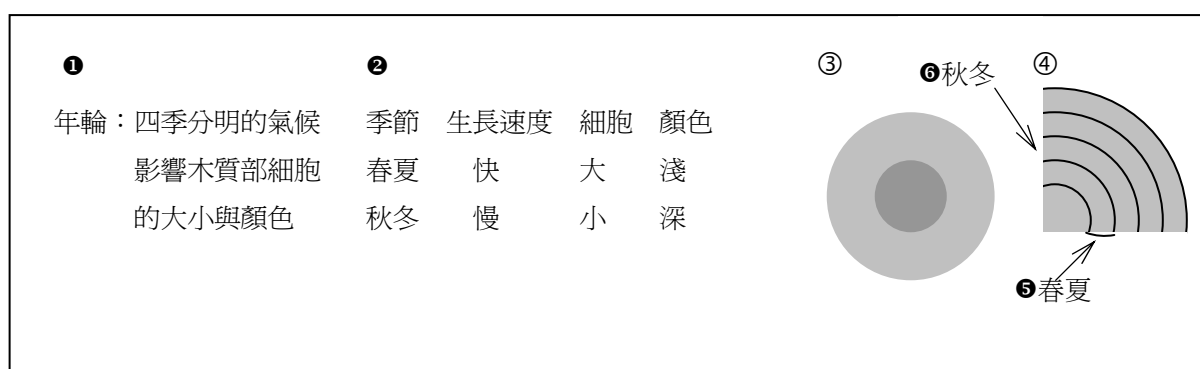 ❶
年輪：四季分明的氣候
影響木質部細胞
的大小與顏色
❷
季節 生長速度 細胞 顏色
春夏 快 大 淺
秋冬 慢 小 深
③
❻秋冬
④
❺春夏